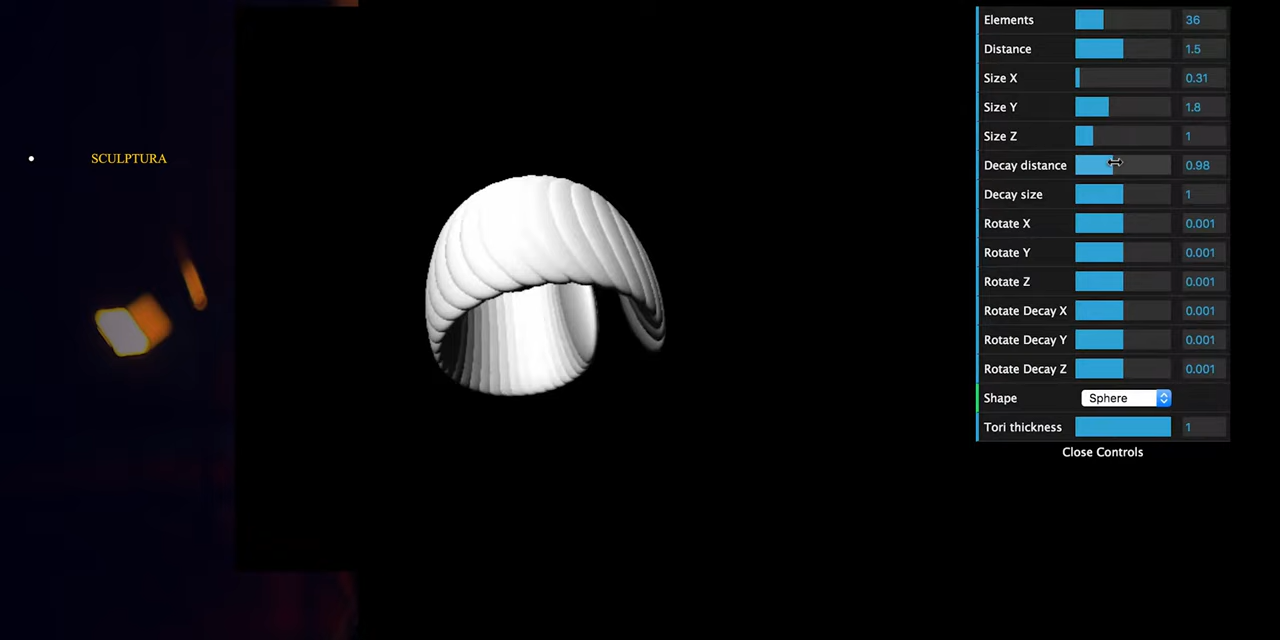 SCULPTURA
Elements 36
Distance 1.5
Size X 0.31
Size Y 1.8
Size Z 1
Decay distance 0.98
Decay size 1
Rotate X 0.001
Rotate Y 0.001
Rotate Z 0.001
Rotate Decay X 0.001
Rotate Decay Y 0.001
Rotate Decay Z 0.001
Shape Sphere
Tori thickness 1
Close Controls